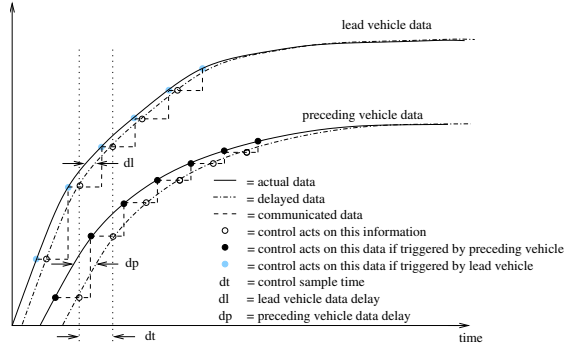 lead vehicle data
preceding vehicle data
dl
= actual data
= delayed data
= communicated data
= control acts on this information
= control acts on this data if triggered by preceding vehicle
= control acts on this data if triggered by lead vehicle
dp
dt = control sample time
dl = lead vehicle data delay
dp = preceding vehicle data delay
dt
time